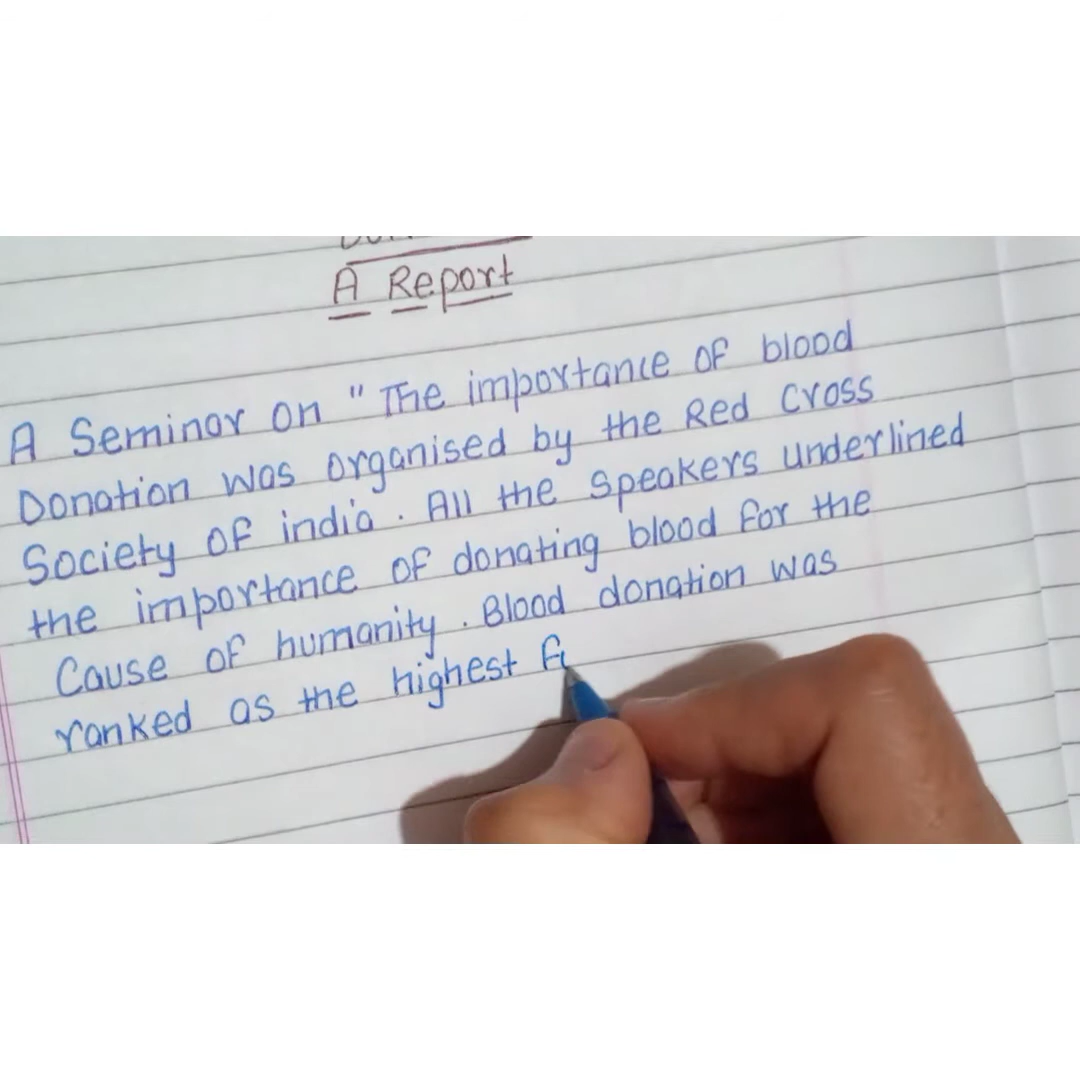 A Report
A Seminar on " The importance of blood
Donation was organised by the Red Cross
Society of india . All the Speakers underlined
the importance of donating blood for the
Cause of humanity . Blood donation was
ranked as the highest